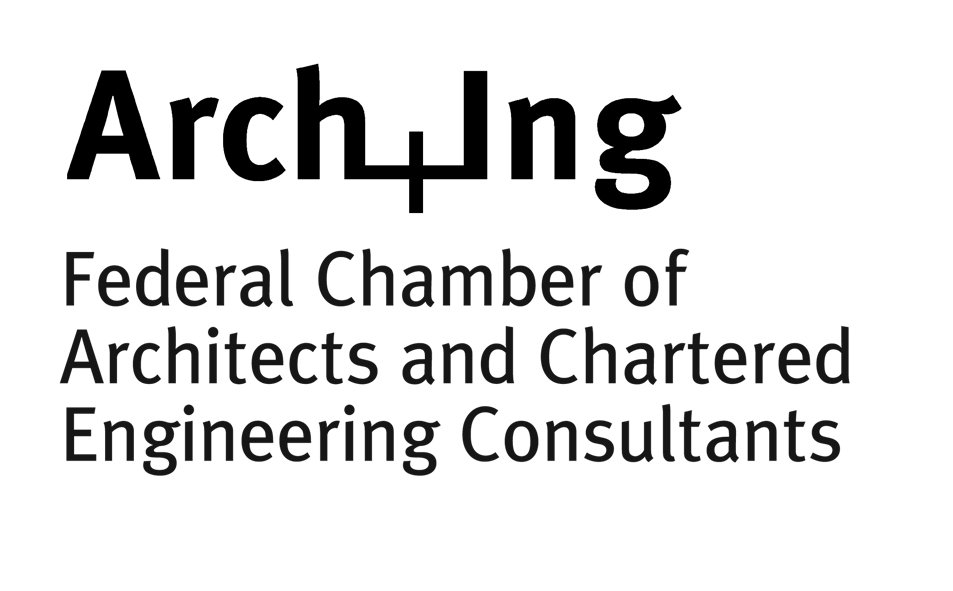 Arch+Ing
Federal Chamber of
Architects and Chartered
Engineering Consultants